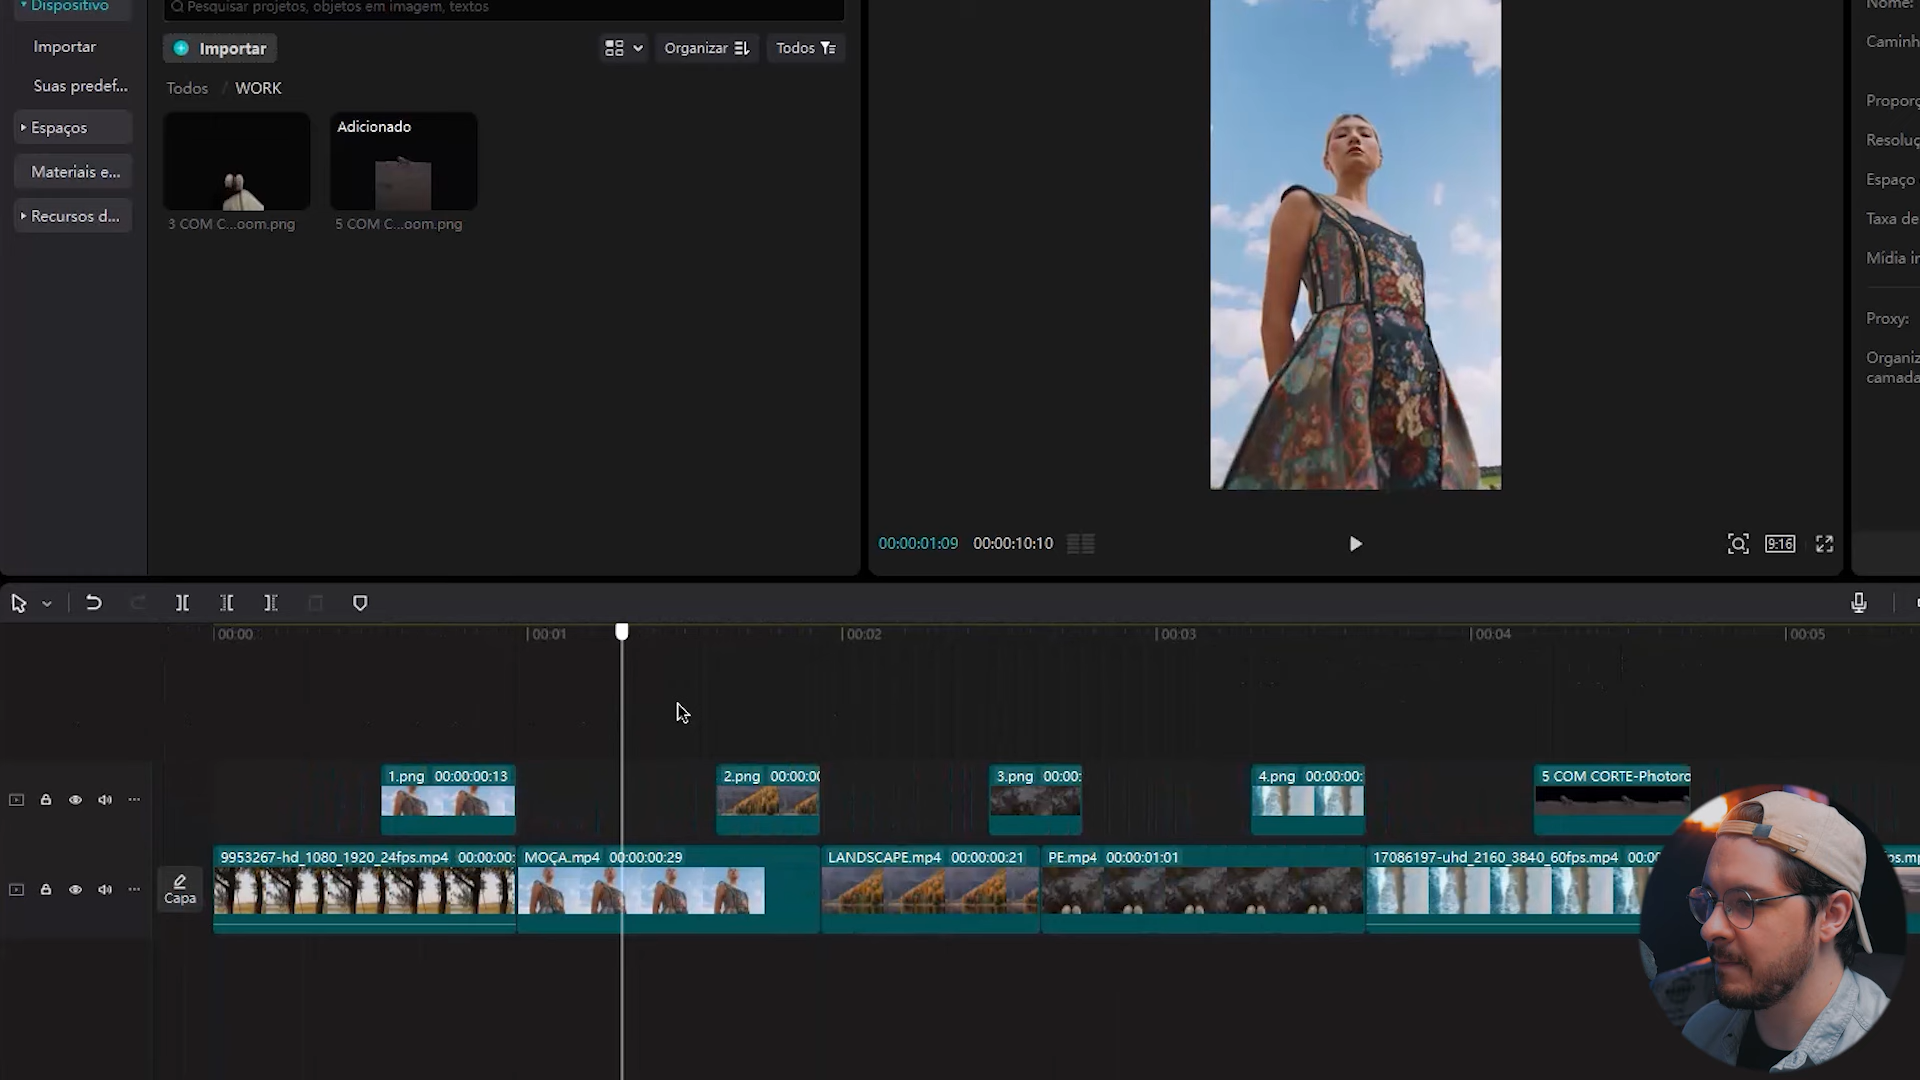 Dispositivo
Importar
Suas predef...
Espaços
Materiais e...
Recursos d...
Pesquisar projetos, objetos em imagem, textos
Importar
Organizar
Todos
Todos / WORK
Adicionado
3 COM C...oom.png
5 COM C...oom.png
00:00:01:09 00:00:10:10
9:16
Nome:
Caminh
Proporç
Resoluç
Espaço
Taxa de
Mídia in
Proxy:
Organiz
camada
00:00
00:01
00:02
00:03
00:04
00:05
1.png 00:00:00:13
2.png 00:00:00
3.png 00:00:
4.png 00:00:00:
5 COM CORTE-Photoro
Capa
9953267-hd_1080_1920_24fps.mp4 00:00:00:
MOÇA.mp4 00:00:00:29
LANDSCAPE.mp4 00:00:00:21
PE.mp4 00:00:01:01
17086197-uhd_2160_3840_60fps.mp4 00:00
ps.mp